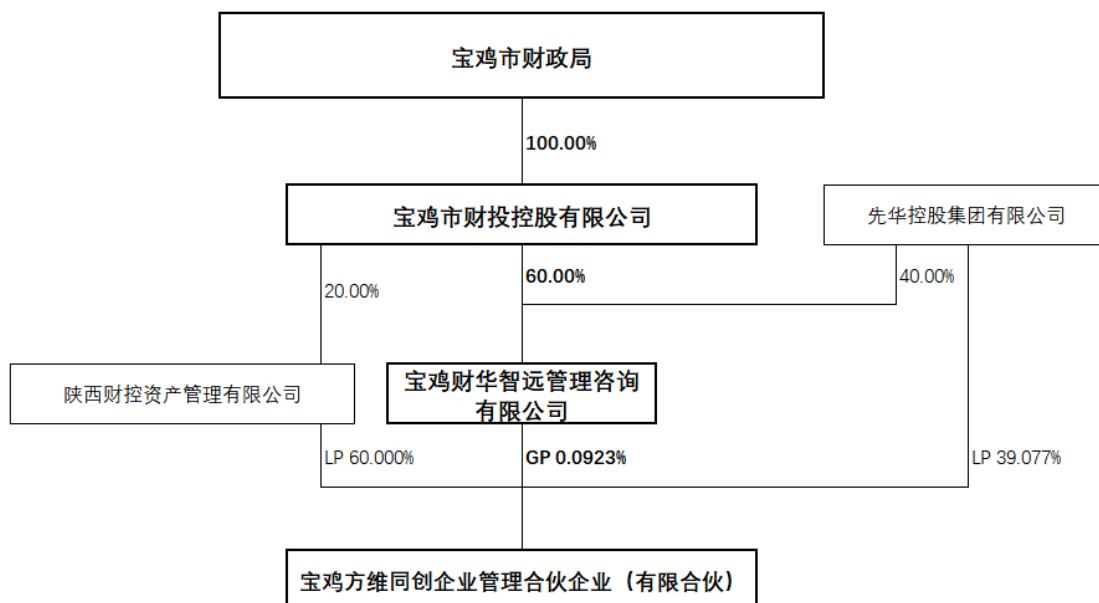 宝鸡市财政局
100.00%
宝鸡市财投控股有限公司
先华控股集团有限公司
20.00%
60.00%
40.00%
陕西财控资产管理有限公司
宝鸡财华智远管理咨询
有限公司
LP 60.000%
GP 0.0923%
LP 39.077%
宝鸡方维同创企业管理合伙企业（有限合伙）